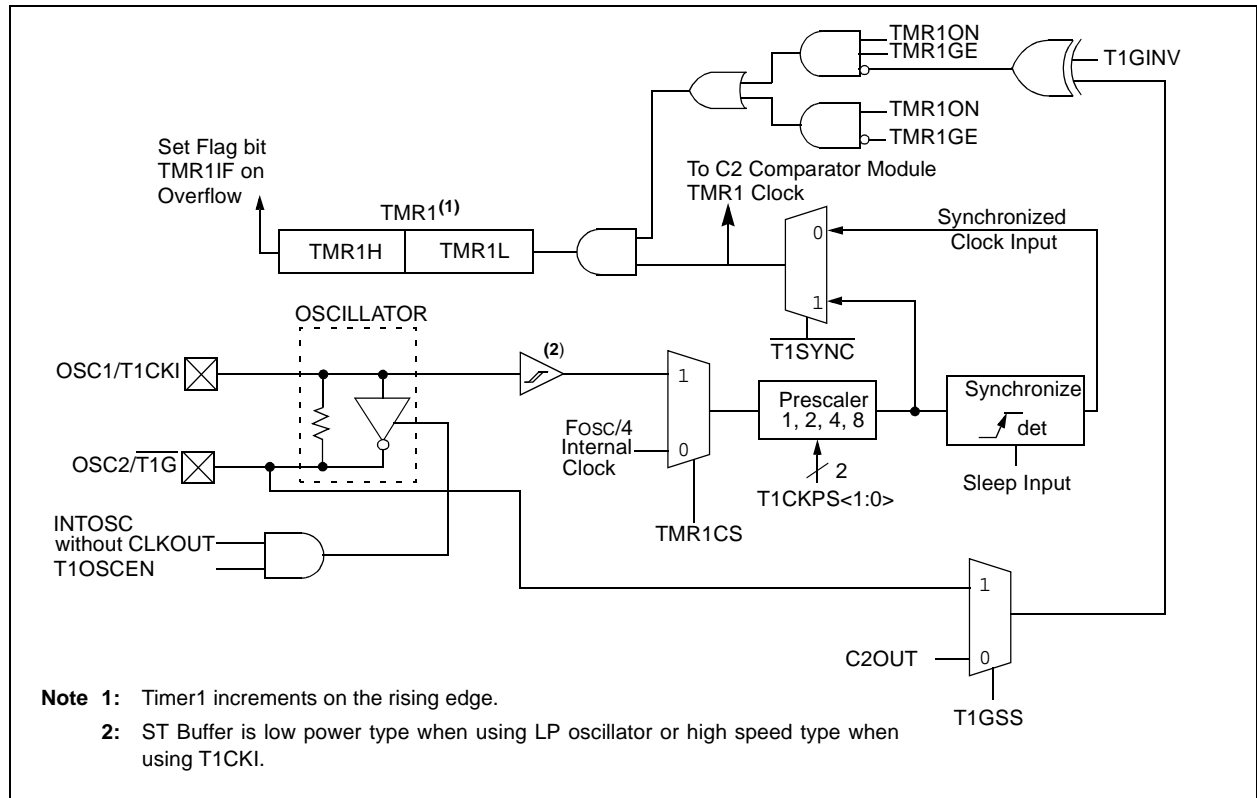 TMR1ON
TMR1GE
T1GINV
TMR1ON
TMR1GE
Set Flag bit
TMR1IF on
Overflow
To C2 Comparator Module
TMR1 Clock
TMR1(1)
TMR1H
TMR1L
0
1
Synchronized
Clock Input
T1SYNC
OSCILLATOR
OSC1/T1CKI
(2)
1
0
FOSC/4
Internal
Clock
TMR1CS
Prescaler
1, 2, 4, 8
2
T1CKPS<1:0>
Synchronize
det
Sleep Input
OSC2/T1G
INTOSC
without CLKOUT
T1OSCEN
1
0
C2OUT
T1GSS
Note 1: Timer1 increments on the rising edge.
2: ST Buffer is low power type when using LP oscillator or high speed type when
using T1CKI.